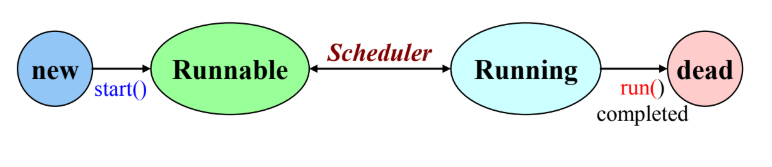 new
start()
Runnable
Scheduler
Running
run()
completed
dead